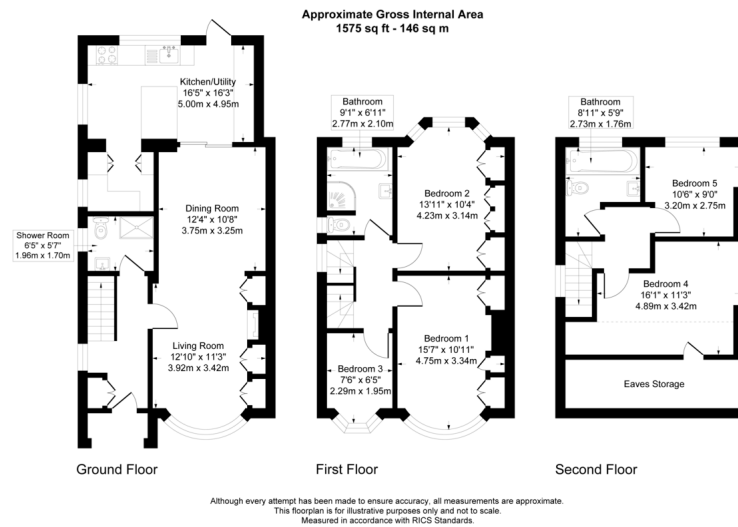 Approximate Gross Internal Area
1575 sq ft - 146 sq m
Kitchen/Utility
16'5" x 16'3"
5.00m x 4.95m
Dining Room
12'4" x 10'8"
3.75m x 3.25m
Shower Room
6'5" x 5'7"
1.96m x 1.70m
Living Room
12'10" x 11'3"
3.92m x 3.42m
Ground Floor
Bathroom
9'1" x 6'11"
2.77m x 2.10m
Bedroom 2
13'11" x 10'4"
4.23m x 3.14m
Bedroom 1
15'7" x 10'11"
4.75m x 3.34m
Bedroom 3
7'6" x 6'5"
2.29m x 1.95m
First Floor
Bathroom
8'11" x 5'9"
2.73m x 1.76m
Bedroom 5
10'6" x 9'0"
3.20m x 2.75m
Bedroom 4
16'1" x 11'3"
4.89m x 3.42m
Eaves Storage
Second Floor
Although every attempt has been made to ensure accuracy, all measurements are approximate.
This floorplan is for illustrative purposes only and not to scale.
Measured in accordance with RICS Standards.